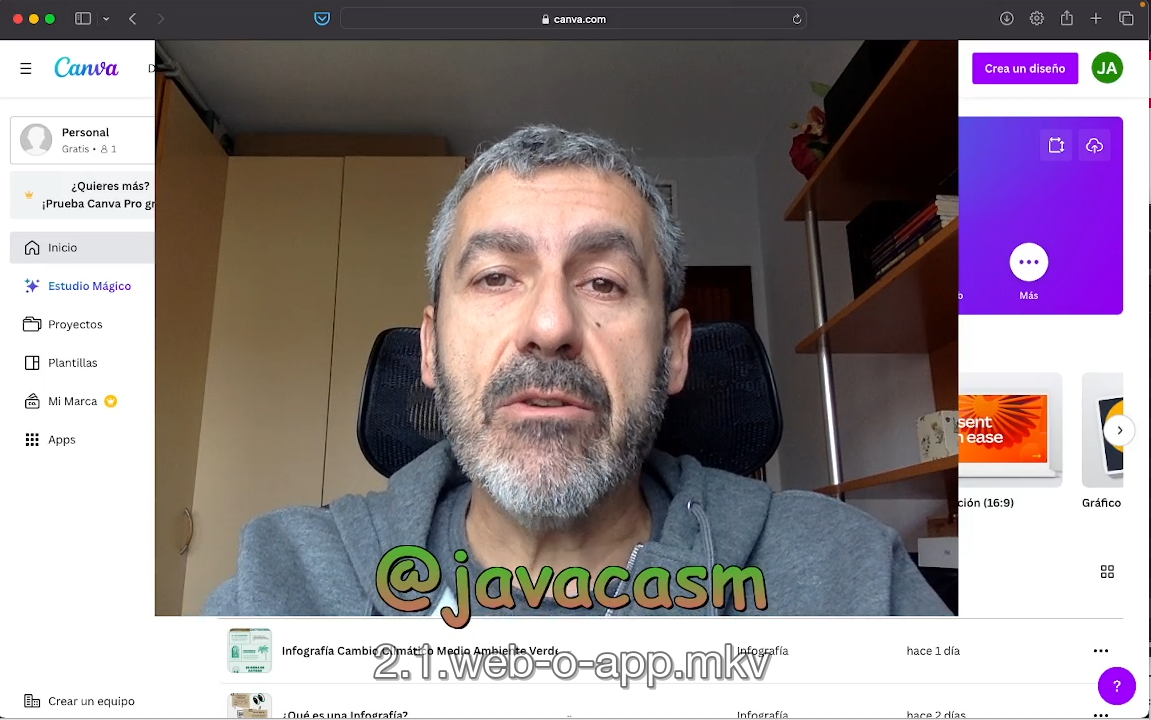 canva.com
Canva
Crea un diseño
JA
Personal
Gratis • 1
¿Quieres más?
¡Prueba Canva Pro gr
Inicio
Estudio Mágico
Proyectos
Plantillas
Mi Marca
Apps
Más
sent
n ease
ción (16:9)
Gráfico
@javacasm
Infografía Cambio Climático Medio Ambiente Verde
Infografía
hace 1 día
2.1.web-o-app.mkv
?
Crear un equipo
¿Qué es una Infografía?
Infografía
hace 2 días